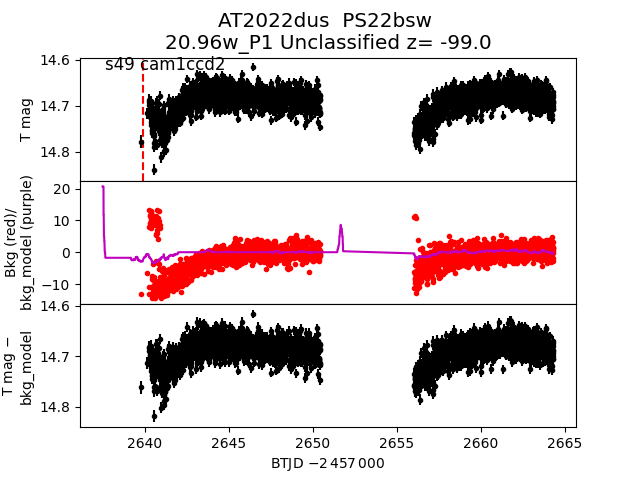 AT2022dus  PS22bsw
20.96w_P1 Unclassified z= -99.0
s49 cam1ccd2
14.6
14.7
14.8
T mag
20
10
0
−10
Bkg (red)/
bkg_model (purple)
14.6
14.7
14.8
T mag −
bkg_model
2640
2645
2650
2655
2660
2665
BTJD −2 457 000